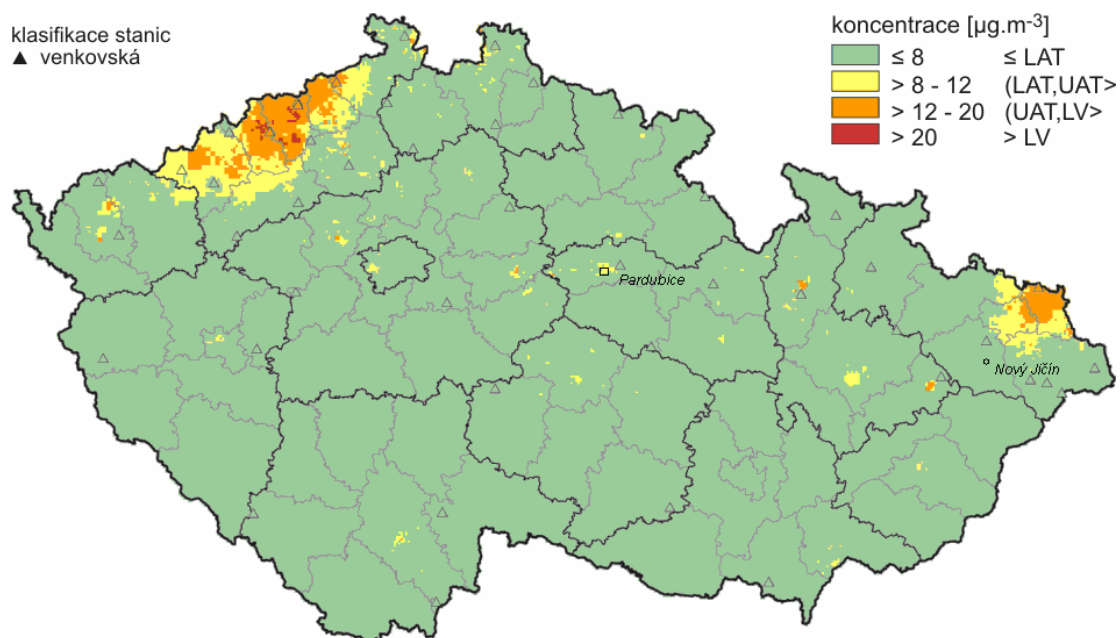 klasifikace stanic
▲ venkovská
koncentrace [µg.m-3]
≤ 8 ≤ LAT
> 8 - 12 (LAT,UAT>
> 12 - 20 (UAT,LV>
> 20 > LV
Pardubice
Nový Jičín